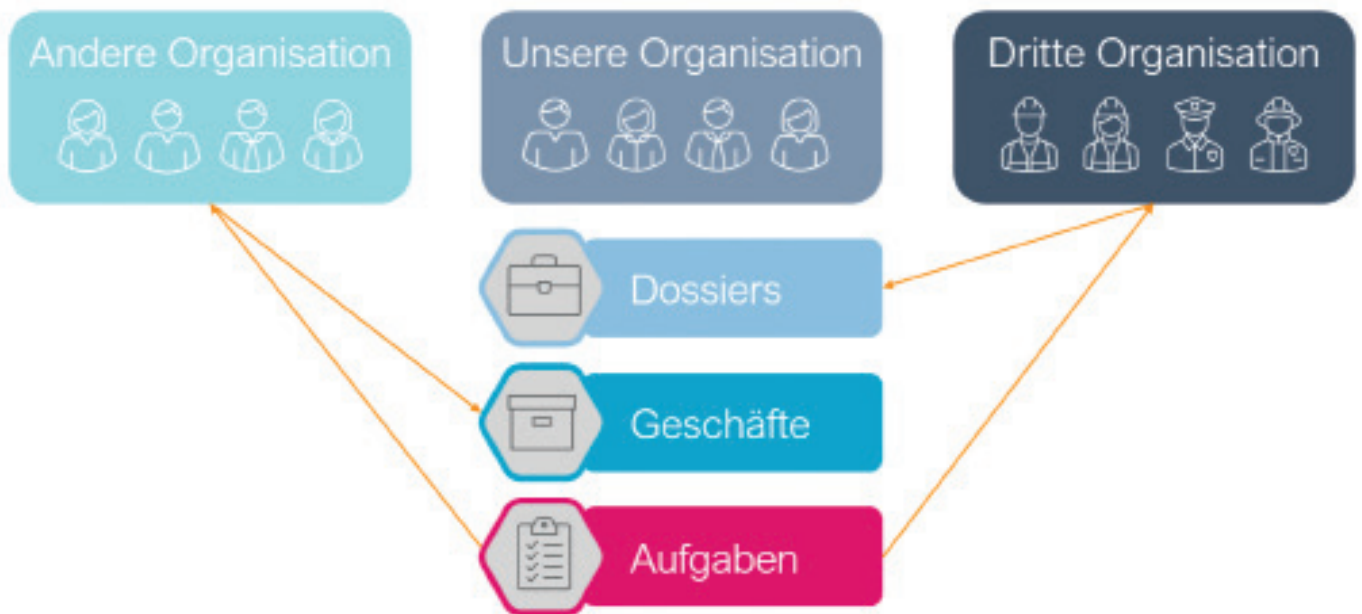 Andere Organisation
Unsere Organisation
Dritte Organisation
Dossiers
Geschäfte
Aufgaben